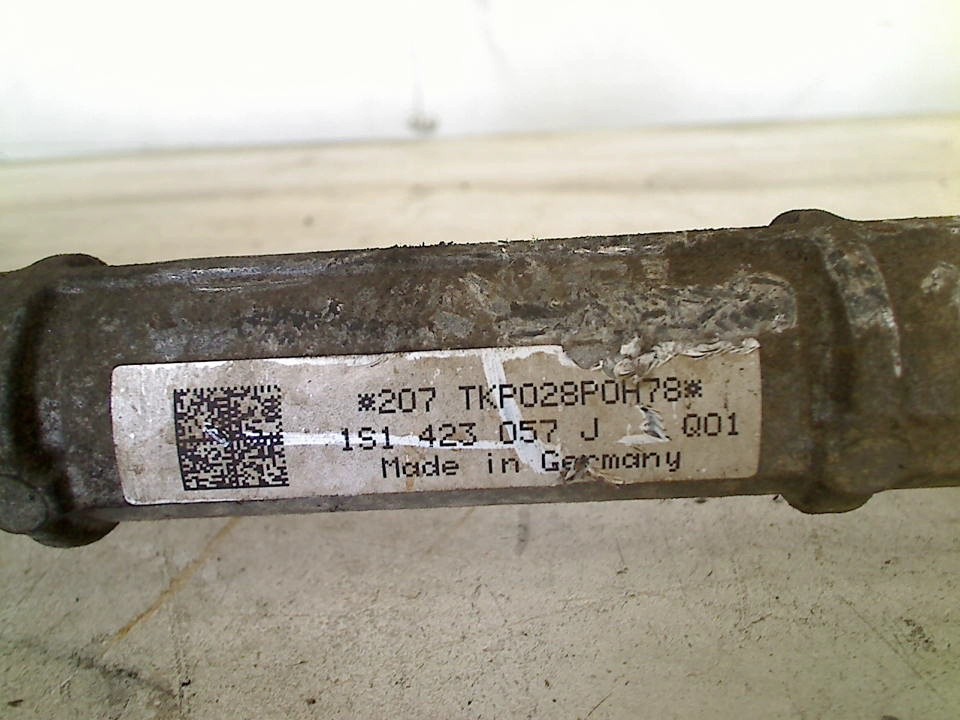 *207 TKP028P0H78*
1S1 423 057 J Q01
Made in Germany